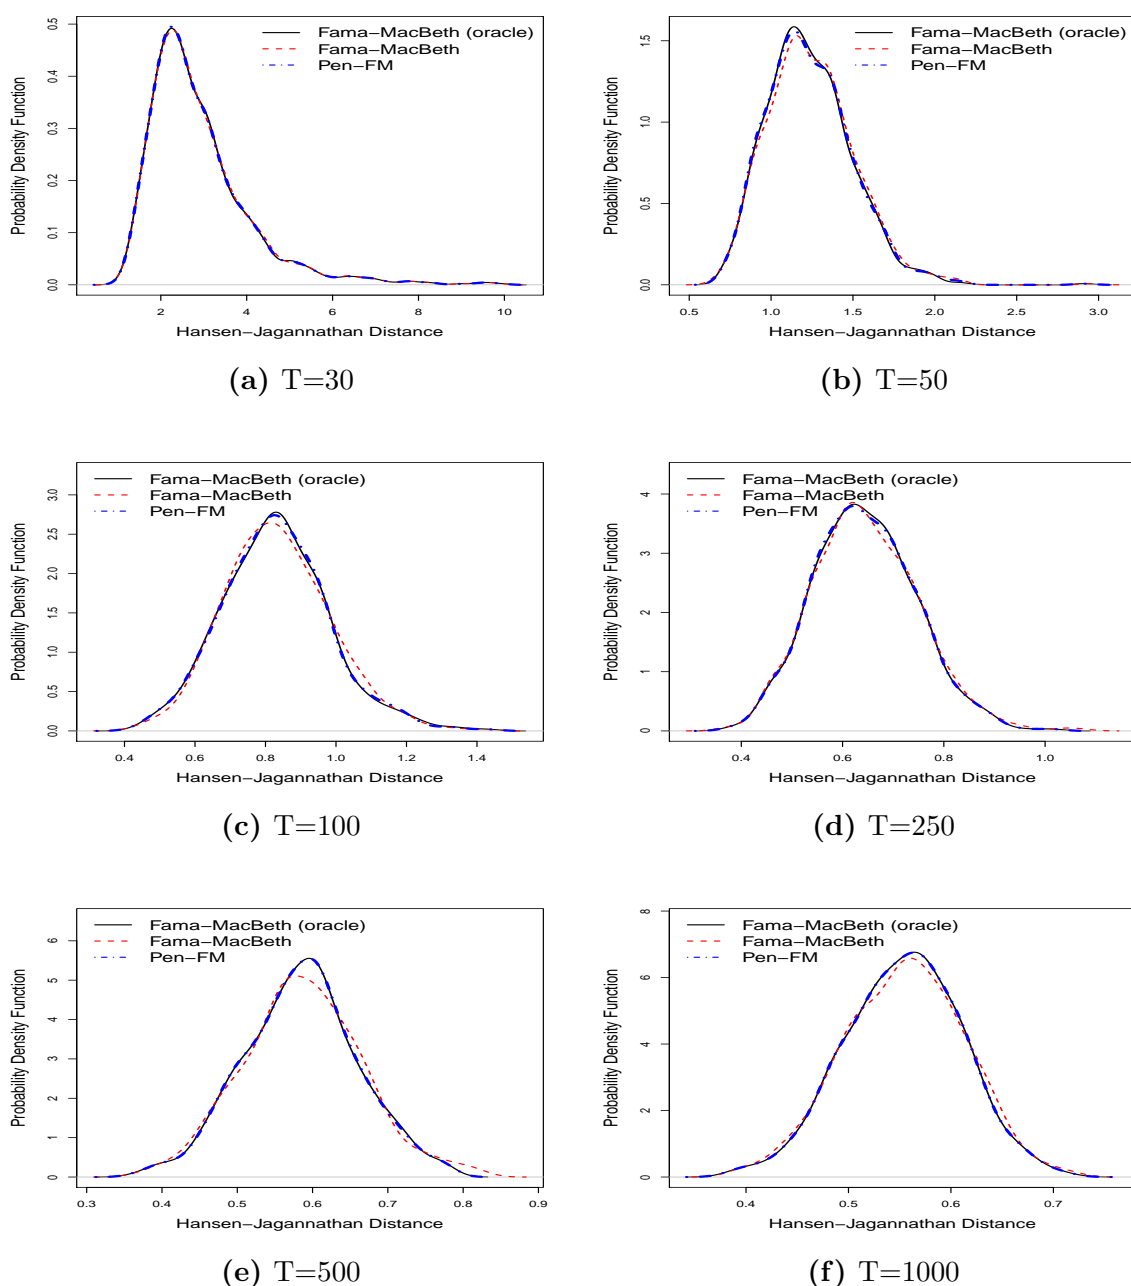 Fama−MacBeth (oracle)
Fama−MacBeth
Pen−FM
Probability Density Function
0.0 0.1 0.2 0.3 0.4 0.5
2 4 6 8 10
Hansen−Jagannathan Distance
(a) T=30
Fama−MacBeth (oracle)
Fama−MacBeth
Pen−FM
Probability Density Function
0.0 0.5 1.0 1.5
0.5 1.0 1.5 2.0 2.5 3.0
Hansen−Jagannathan Distance
(b) T=50
Fama−MacBeth (oracle)
Fama−MacBeth
Pen−FM
Probability Density Function
0.0 0.5 1.0 1.5 2.0 2.5 3.0
0.4 0.6 0.8 1.0 1.2 1.4
Hansen−Jagannathan Distance
(c) T=100
Fama−MacBeth (oracle)
Fama−MacBeth
Pen−FM
Probability Density Function
0 1 2 3 4
0.4 0.6 0.8 1.0
Hansen−Jagannathan Distance
(d) T=250
Fama−MacBeth (oracle)
Fama−MacBeth
Pen−FM
Probability Density Function
0 1 2 3 4 5 6
0.3 0.4 0.5 0.6 0.7 0.8 0.9
Hansen−Jagannathan Distance
(e) T=500
Fama−MacBeth (oracle)
Fama−MacBeth
Pen−FM
Probability Density Function
0 2 4 6 8
0.4 0.5 0.6 0.7
Hansen−Jagannathan Distance
(f) T=1000